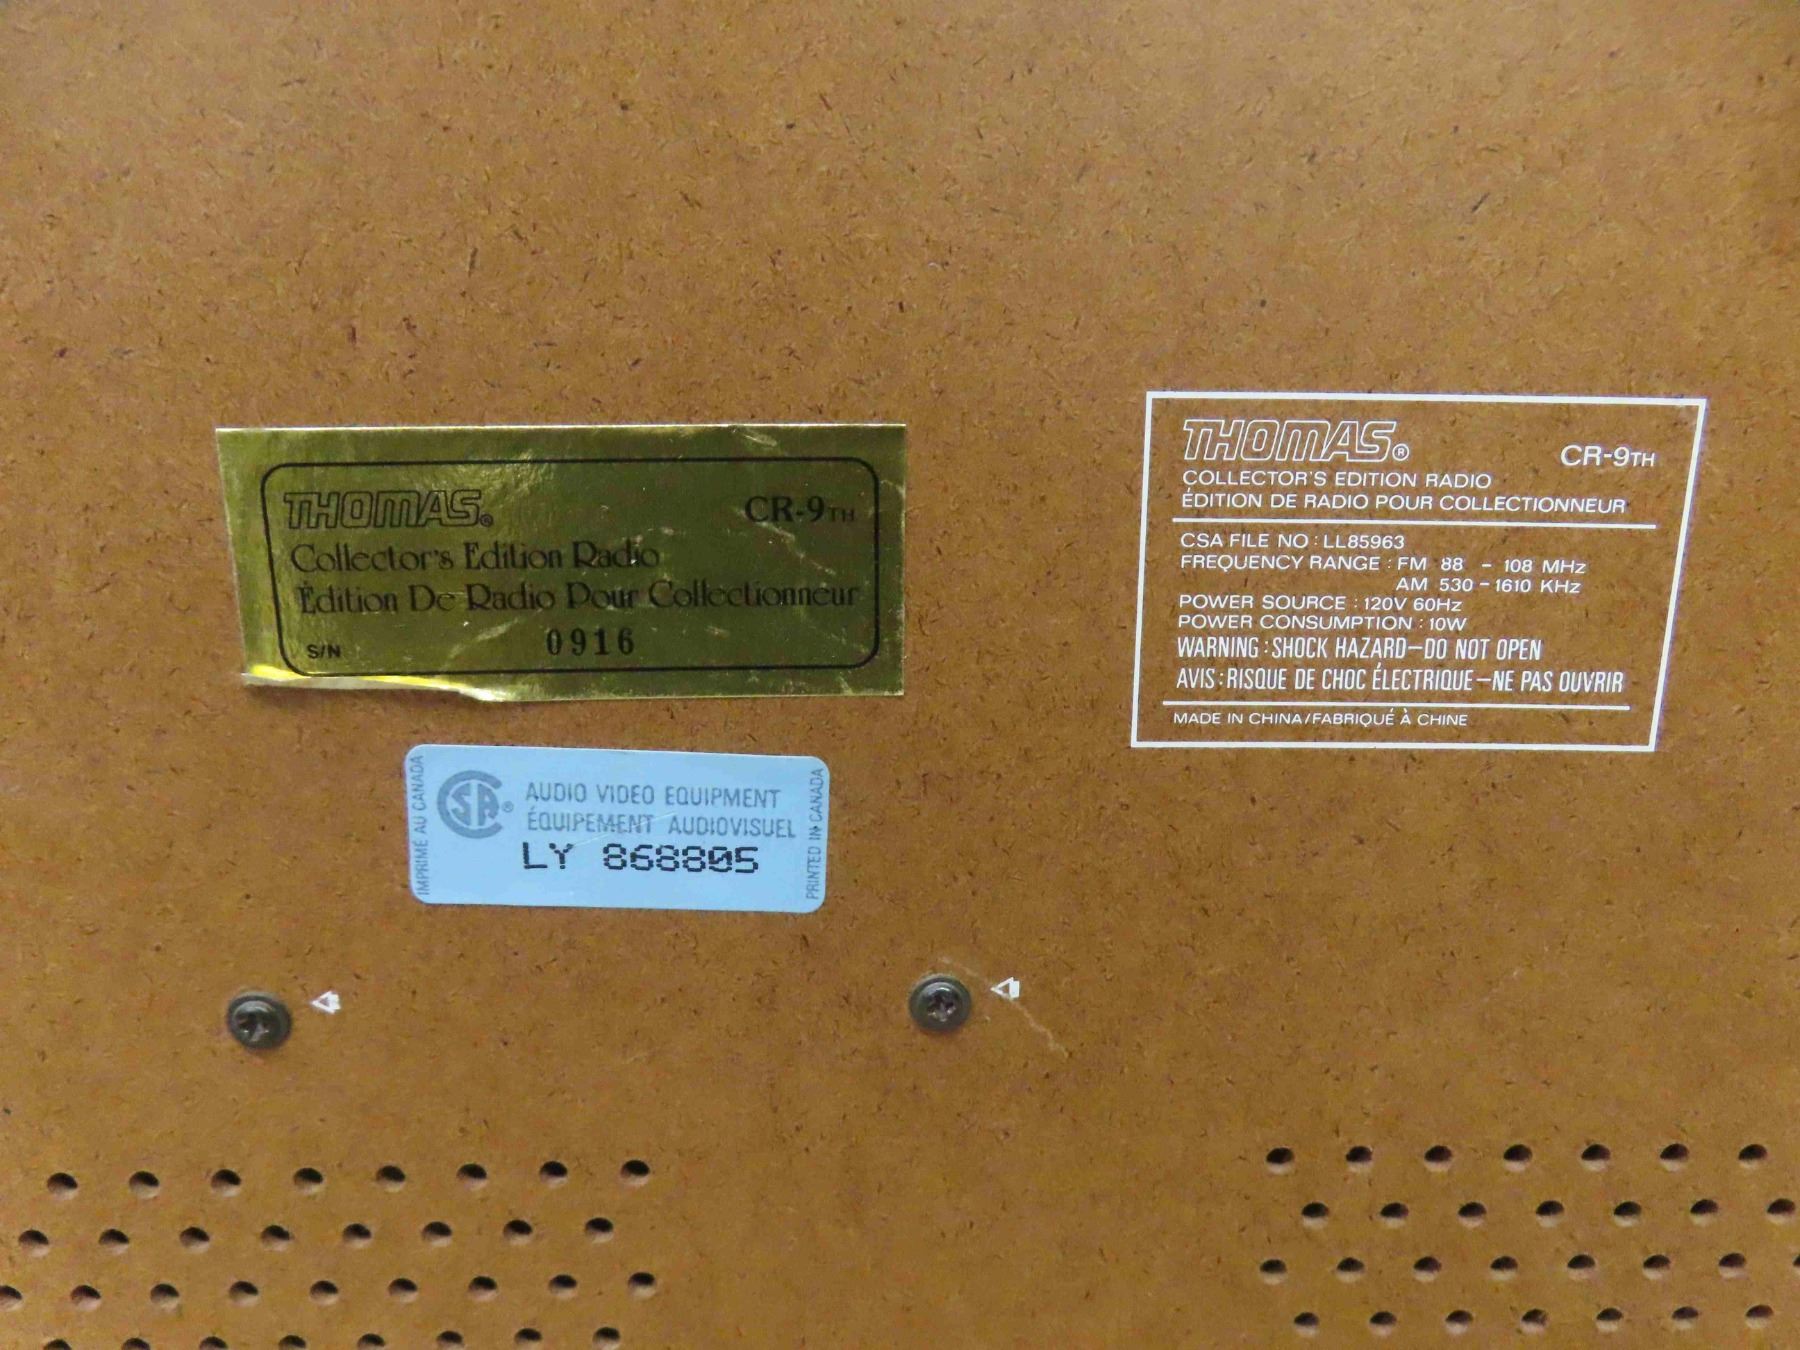 THOMAS® CR-9TH
Collector's Edition Radio
Édition De Radio Pour Collectionneur
S/N 0916
IMPRIMÉ AU CANADA
CSA®
AUDIO VIDEO EQUIPMENT
ÉQUIPEMENT AUDIOVISUEL
LY 868805
PRINTED IN CANADA
THOMAS® CR-9TH
COLLECTOR'S EDITION RADIO
ÉDITION DE RADIO POUR COLLECTIONNEUR
CSA FILE NO : LL85963
FREQUENCY RANGE : FM 88 - 108 MHz
AM 530 - 1610 KHz
POWER SOURCE : 120V 60Hz
POWER CONSUMPTION : 10W
WARNING : SHOCK HAZARD—DO NOT OPEN
AVIS : RISQUE DE CHOC ÉLECTRIQUE—NE PAS OUVRIR
MADE IN CHINA/FABRIQUÉ À CHINE